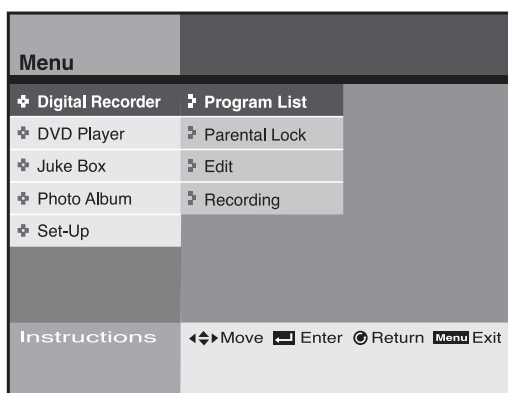 Menu
Digital Recorder
Program List
DVD Player
Parental Lock
Juke Box
Edit
Photo Album
Recording
Set-Up
Instructions
Move Enter Return Menu Exit